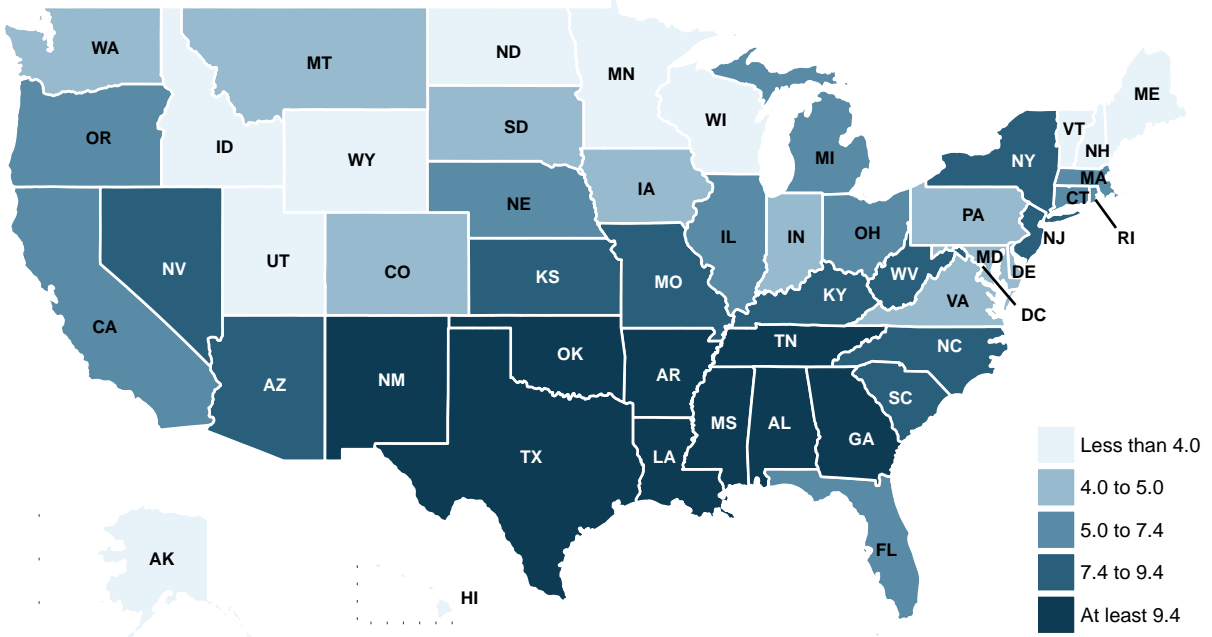 WA
MT
ND
MN
ME
OR
ID
WY
SD
WI
MI
VT
NH
NY
MA
CT
RI
NV
UT
CO
NE
IA
IL
IN
OH
PA
NJ
CA
KS
MO
KY
WV
MD
DE
VA
DC
AZ
NM
OK
AR
TN
NC
SC
TX
LA
MS
AL
GA
FL
AK
HI
Less than 4.0
4.0 to 5.0
5.0 to 7.4
7.4 to 9.4
At least 9.4